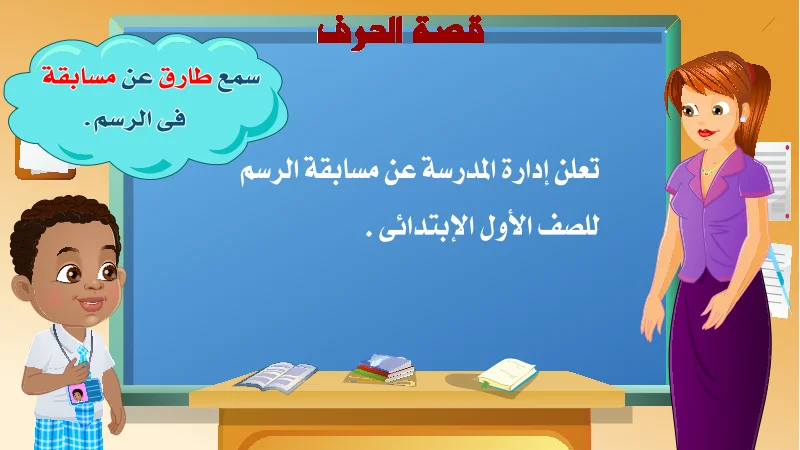 قصة الحرف
سمع طارق عن مسابقة
فى الرسم.
تعلن إدارة المدرسة عن مسابقة الرسم
للصف الأول الإبتدائى .